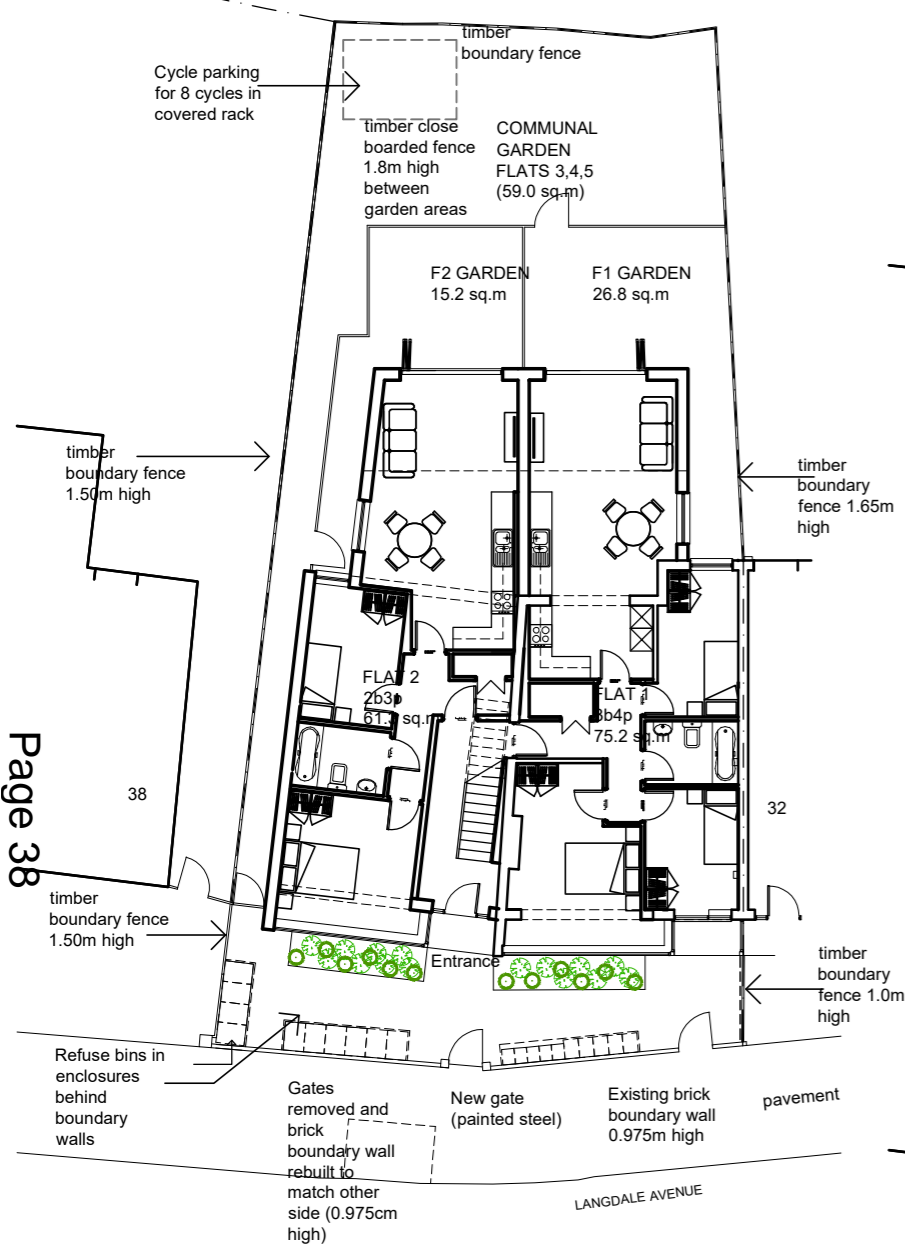 timber
boundary fence
Cycle parking
for 8 cycles in
covered rack
timber close
boarded fence
1.8m high
between
garden areas
COMMUNAL
GARDEN
FLATS 3,4,5
(59.0 sq.m)
F2 GARDEN
15.2 sq.m
F1 GARDEN
26.8 sq.m
timber
boundary fence
1.50m high
timber
boundary
fence 1.65m
high
FLAT 2
2b3p
sq.m
FLAT 1
3b4p
75.2 sq.m
Page 38
38
32
timber
boundary fence
1.50m high
Entrance
timber
boundary
fence 1.0m
high
Refuse bins in
enclosures
behind
boundary
walls
Gates
removed and
brick
boundary wall
rebuilt to
match other
side (0.975cm
high)
New gate
(painted steel)
Existing brick
boundary wall
0.975m high
pavement
LANGDALE AVENUE